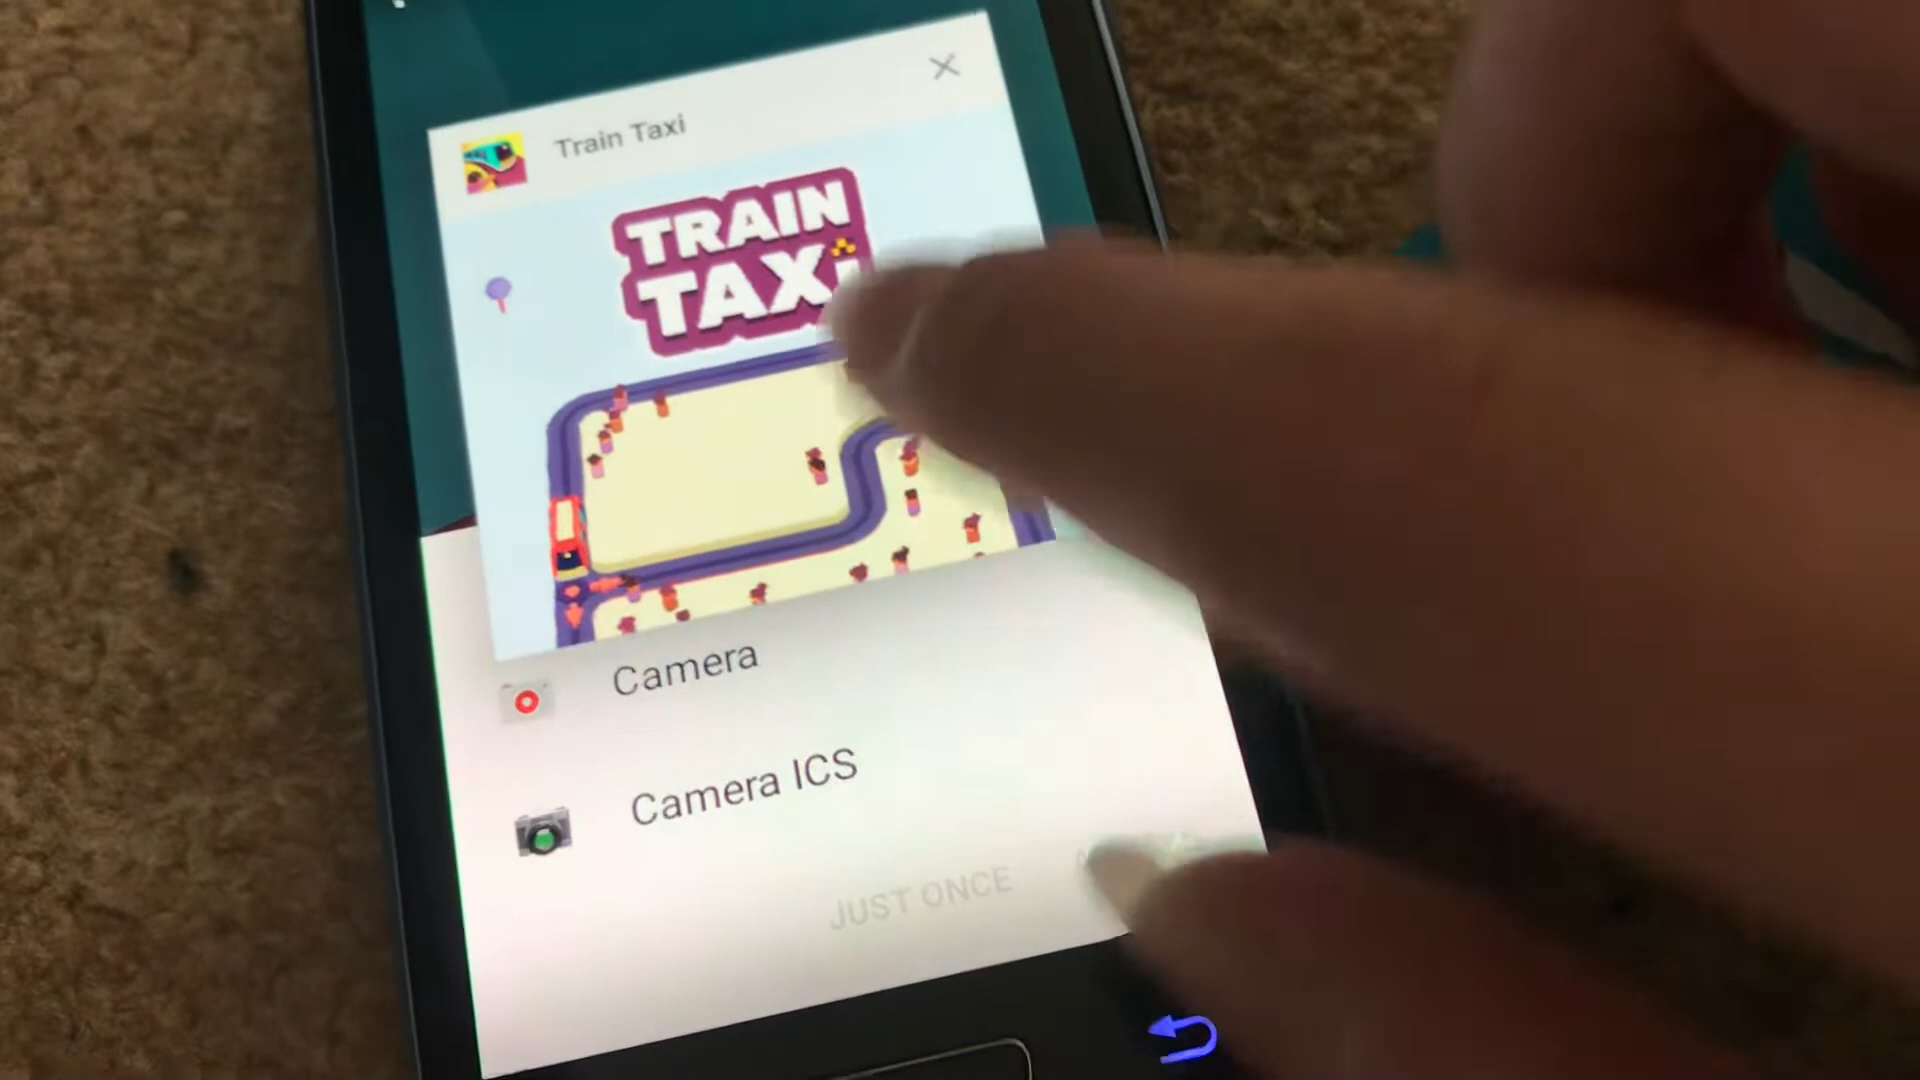 Train Taxi
TRAIN
TAXi
Camera
Camera ICS
JUST ONCE